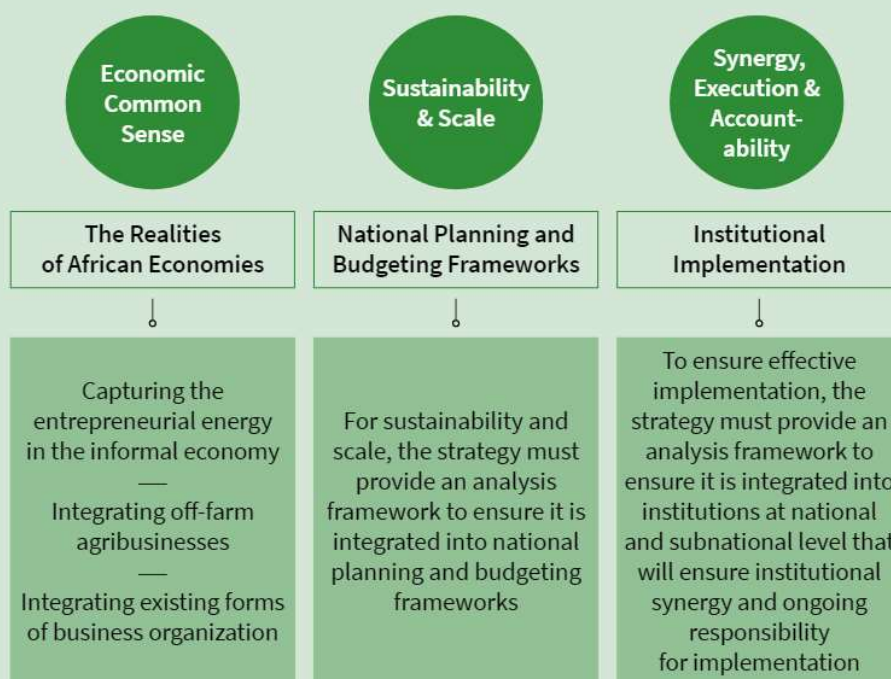 Economic
Common
Sense
The Realities
of African Economies
Capturing the
entrepreneurial energy
in the informal economy
—
Integrating off-farm
agribusinesses
—
Integrating existing forms
of business organization
Sustainability
& Scale
National Planning and
Budgeting Frameworks
For sustainability and
scale, the strategy must
provide an analysis
framework to ensure it is
integrated into national
planning and budgeting
frameworks
Synergy,
Execution &
Account-
ability
Institutional
Implementation
To ensure effective
implementation, the
strategy must provide an
analysis framework to
ensure it is integrated into
institutions at national
and subnational level that
will ensure institutional
synergy and ongoing
responsibility
for implementation